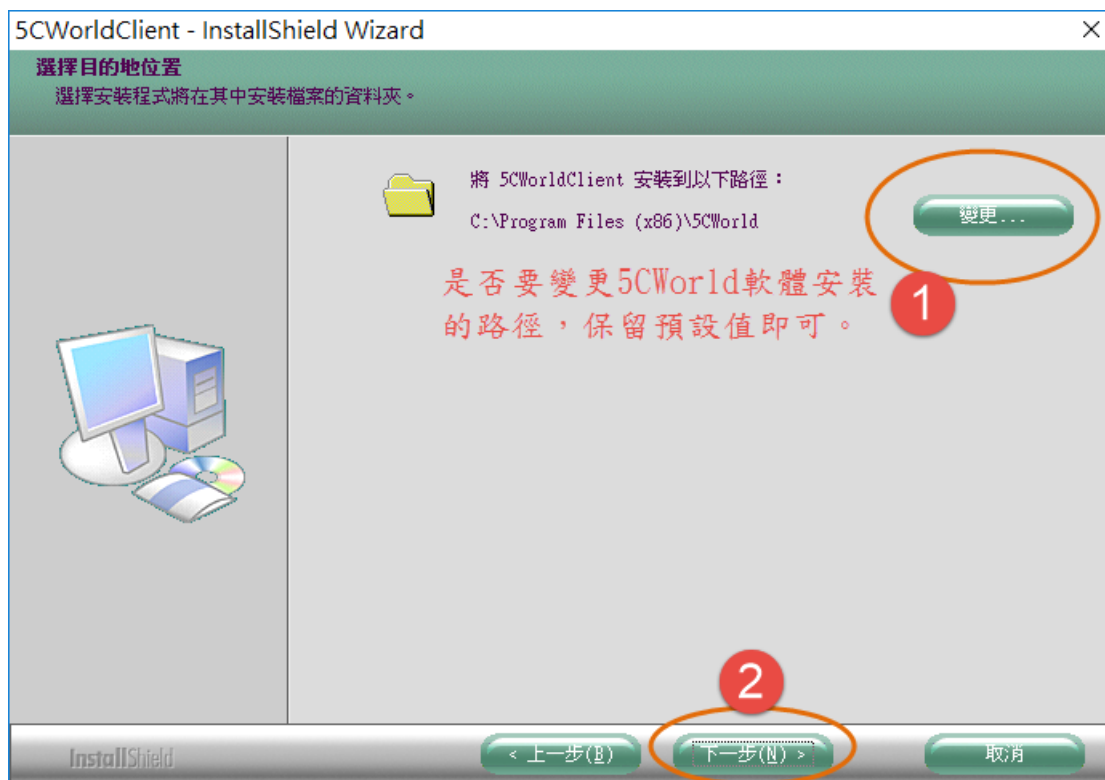 5CWorldClient - InstallShield Wizard
選擇目的地位置
選擇安裝程式將在其中安裝檔案的資料夾。
將 5CWorldClient 安裝到以下路徑：
C:\Program Files (x86)\5CWorld
變更...
是否要變更5CWorld軟體安裝
的路徑，保留預設值即可。
1
2
InstallShield
< 上一步(B)
下一步(N) >
取消